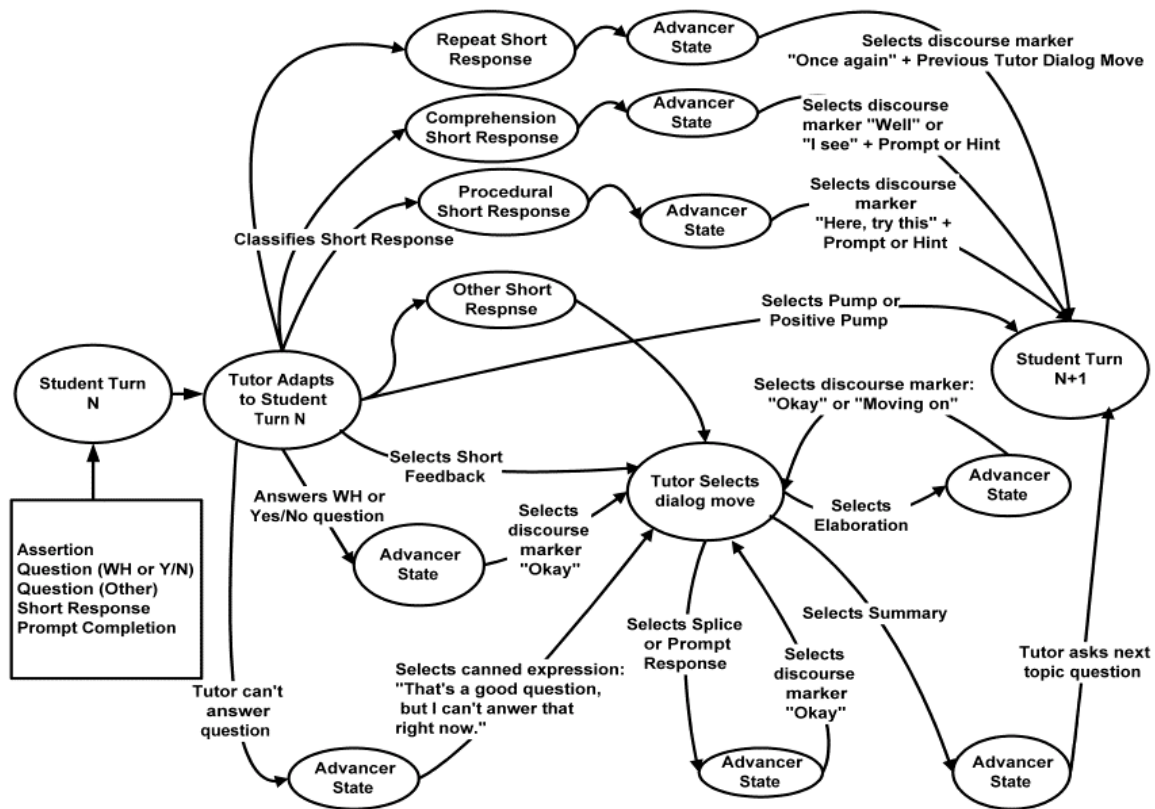 Repeat Short
Response
Advancer
State
Selects discourse marker
"Once again" + Previous Tutor Dialog Move
Comprehension
Short Response
Advancer
State
Selects discourse
marker "Well" or
"I see" + Prompt or Hint
Procedural
Short Response
Advancer
State
Selects discourse
marker
"Here, try this" +
Prompt or Hint
Classifies Short Response
Other Short
Respnse
Selects Pump or
Positive Pump
Student Turn
N
Tutor Adapts
to Student
Turn N
Student Turn
N+1
Selects discourse marker:
"Okay" or "Moving on"
Selects Short
Feedback
Tutor Selects
dialog move
Advancer
State
Selects
Elaboration
Answers WH or
Yes/No question
Advancer
State
Selects
discourse
marker
"Okay"
Assertion
Question (WH or Y/N)
Question (Other)
Short Response
Prompt Completion
Selects Splice
or Prompt
Response
Selects
discourse
marker
"Okay"
Selects Summary
Tutor asks next
topic question
Tutor can't
answer
question
Selects canned expression:
"That's a good question,
but I can't anwer that
right now."
Advancer
State
Advancer
State
Advancer
State